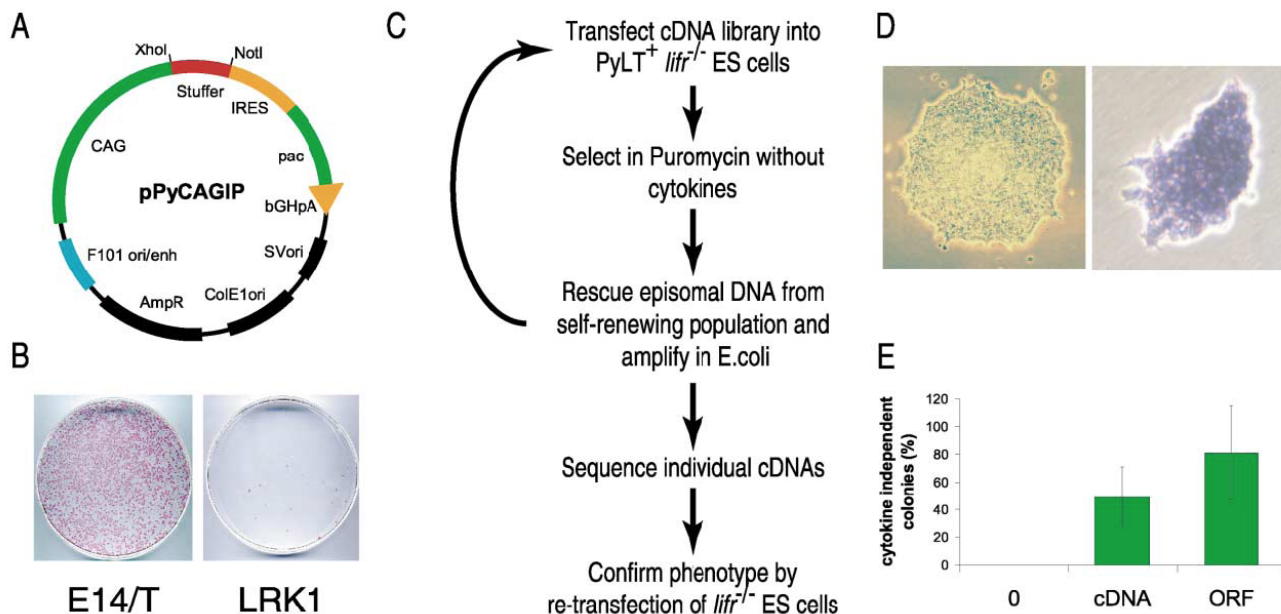 A
XhoI
NotI
Stuffer
IRES
CAG
pac
pPyCAGIP
bGHpA
F101 ori/enh
SVori
AmpR
ColE1ori
B
E14/T
LRK1
C
Transfect cDNA library into
PyLT+ lifr-/- ES cells
Select in Puromycin without
cytokines
Rescue episomal DNA from
self-renewing population and
amplify in E.coli
Sequence individual cDNAs
Confirm phenotype by
re-transfection of lifr-/- ES cells
D
E
cytokine independent
colonies (%)
120
100
80
60
40
20
0
0
cDNA
ORF